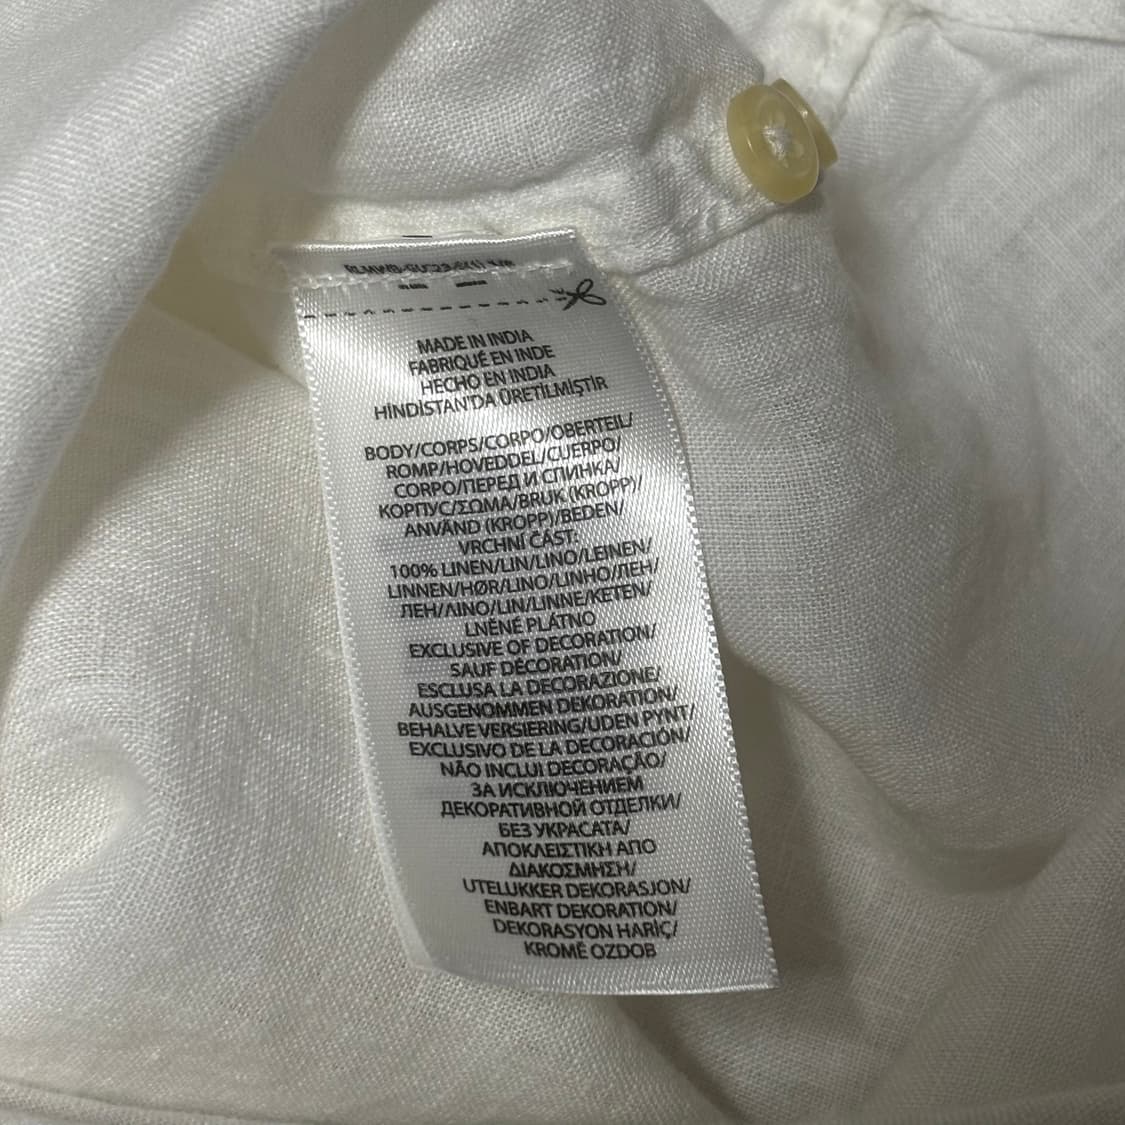 MADE IN INDIA
FABRIQUÉ EN INDE
HECHO EN INDIA
HİNDİSTAN'DA ÜRETİLMİŞTİR
BODY/CORPS/CORPO/OBERTEIL/
ROMP/HOVEDDEL/CUERPO/
CORPO/ПЕРЕД И СПИНКА/
КОРПУС/ΣΩΜΑ/BRUK (KROPP)/
ANVÄND (KROPP)/BEDEN/
VRCHNÍ ČÁST:
100% LINEN/LIN/LINO/LEINEN/
LINNEN/HØR/LINO/LINHO/ЛЕН/
ЛЕН/ΛΙΝΟ/LIN/LINNE/KETEN/
LNĚNÉ PLÁTNO
EXCLUSIVE OF DECORATION/
SAUF DÉCORATION/
ESCLUSA LA DECORAZIONE/
AUSGENOMMEN DEKORATION/
BEHALVE VERSIERING/UDEN PYNT/
EXCLUSIVO DE LA DECORACIÓN/
NÃO INCLUI DECORAÇÃO/
ЗА ИСКЛЮЧЕНИЕМ
ДЕКОРАТИВНОЙ ОТДЕЛКИ/
БЕЗ УКРАСАТА/
ΑΠΟΚΛΕΙΣΤΙΚΗ ΑΠΟ
ΔΙΑΚΟΣΜΗΣΗ/
UTELUKKER DEKORASJON/
ENBART DEKORATION/
DEKORASYON HARİÇ/
KROMĚ OZDOB